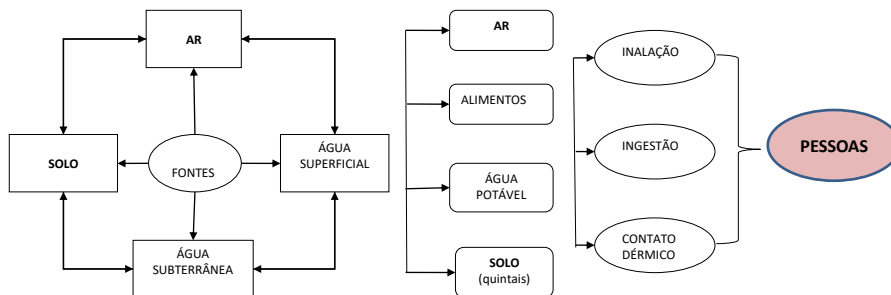 AR
SOLO
FONTES
ÁGUA
SUPERFICIAL
ÁGUA
SUBTERRÂNEA
AR
ALIMENTOS
ÁGUA
POTÁVEL
SOLO
(quintais)
INALAÇÃO
INGESTÃO
CONTATO
DÉRMICO
PESSOAS